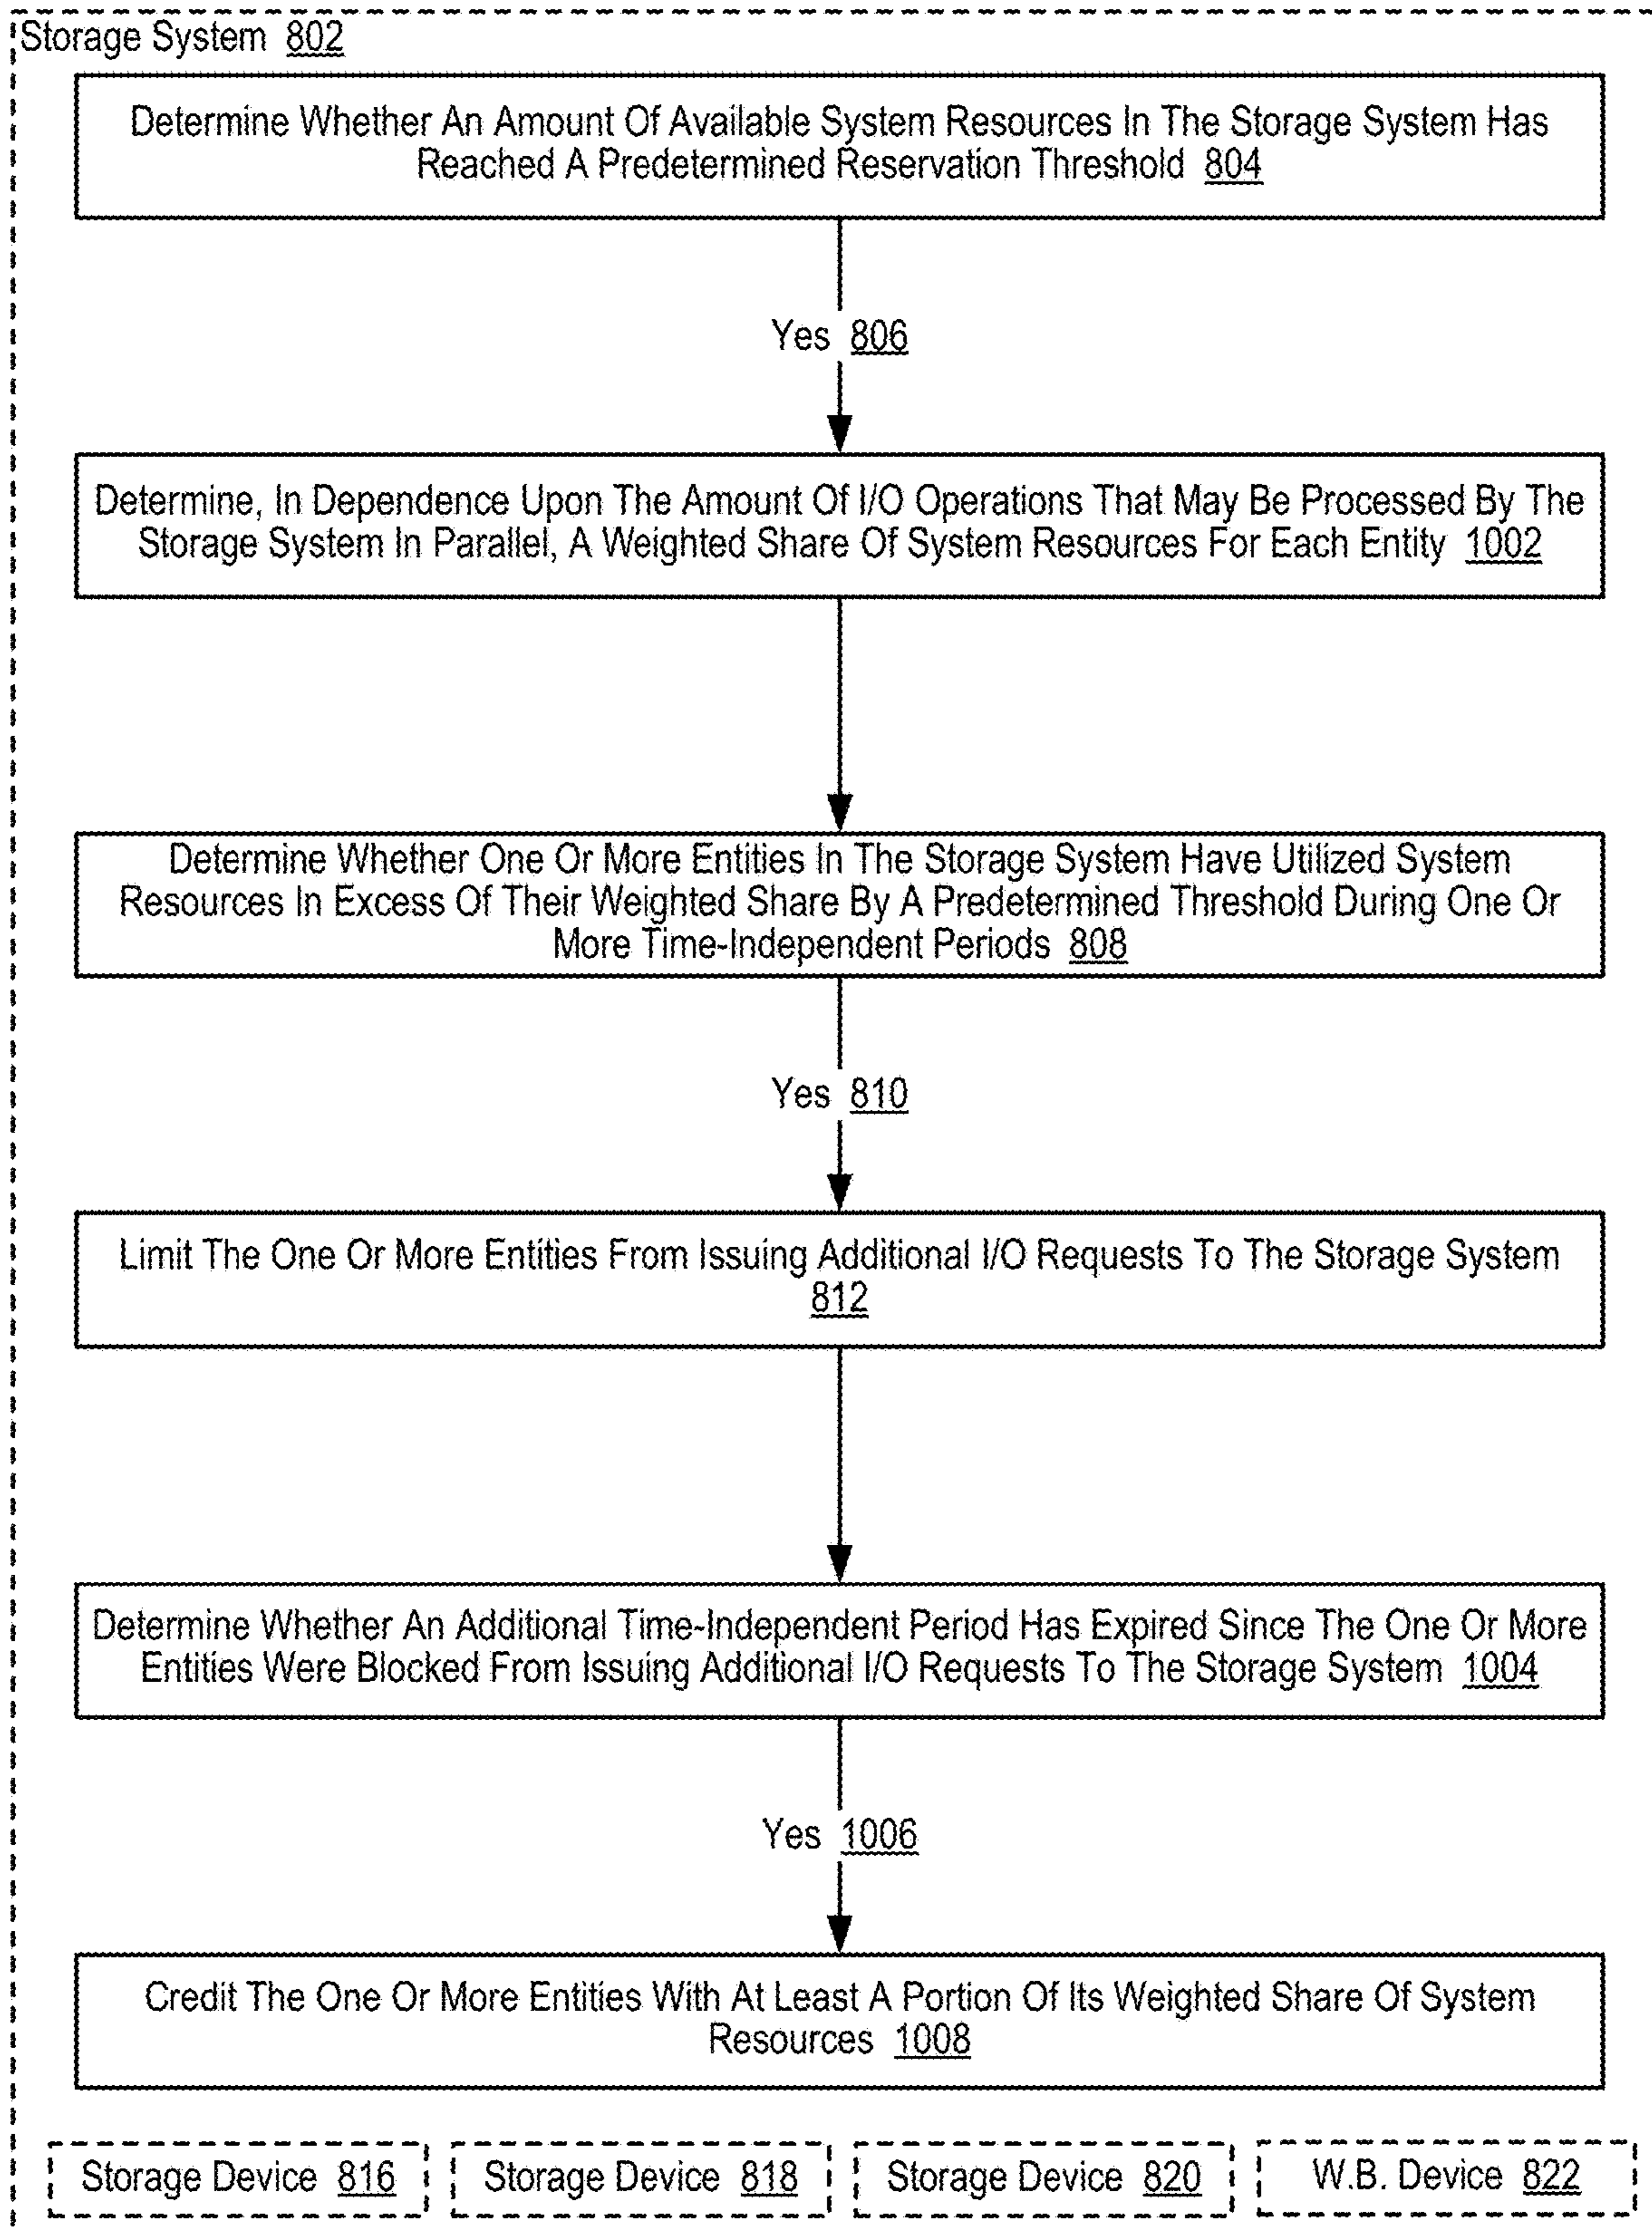 Storage System 802
Determine Whether An Amount Of Available System Resources In The Storage System Has
Reached A Predetermined Reservation Threshold 804
Yes 806
Determine, In Dependence Upon The Amount Of I/O Operations That May Be Processed By The
Storage System In Parallel, A Weighted Share Of System Resources For Each Entity 1002
Determine Whether One Or More Entities In The Storage System Have Utilized System
Resources In Excess Of Their Weighted Share By A Predetermined Threshold During One Or
More Time-Independent Periods 808
Yes 810
Limit The One Or More Entities From Issuing Additional I/O Requests To The Storage System
812
Determine Whether An Additional Time-Independent Period Has Expired Since The One Or More
Entities Were Blocked From Issuing Additional I/O Requests To The Storage System 1004
Yes 1006
Credit The One Or More Entities With At Least A Portion Of Its Weighted Share Of System
Resources 1008
Storage Device 816 Storage Device 818 Storage Device 820 W.B. Device 822